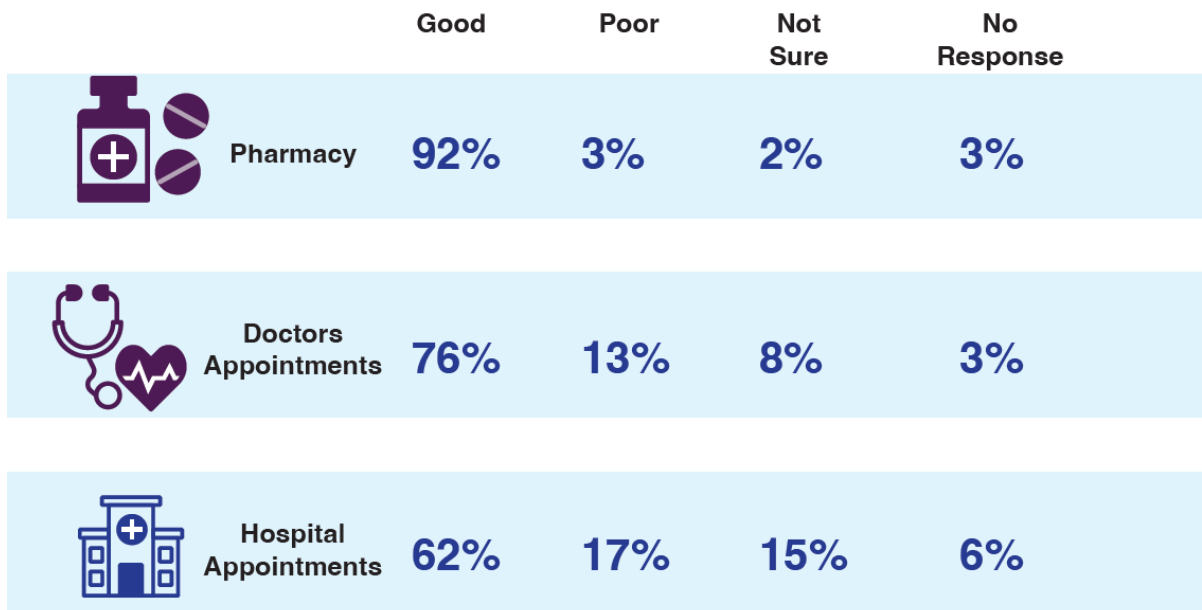 Good Poor Not Sure No Response
Pharmacy 92% 3% 2% 3%
Doctors Appointments 76% 13% 8% 3%
Hospital Appointments 62% 17% 15% 6%